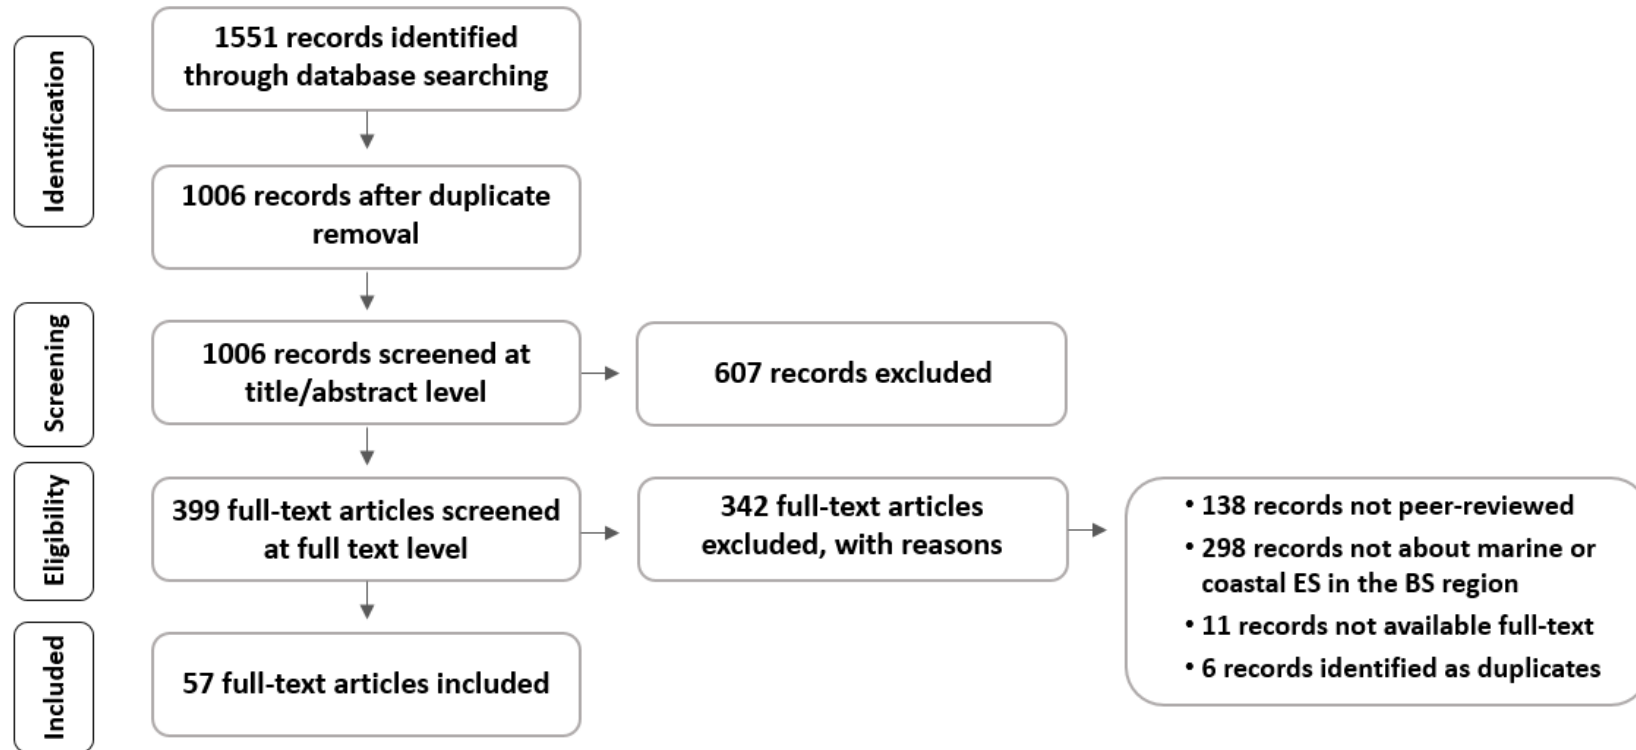 Identification
1551 records identified
through database searching
1006 records after duplicate
removal
Screening
1006 records screened at
title/abstract level
607 records excluded
Eligibility
399 full-text articles screened
at full text level
342 full-text articles
excluded, with reasons
• 138 records not peer-reviewed
• 298 records not about marine or
coastal ES in the BS region
• 11 records not available full-text
• 6 records identified as duplicates
Included
57 full-text articles included